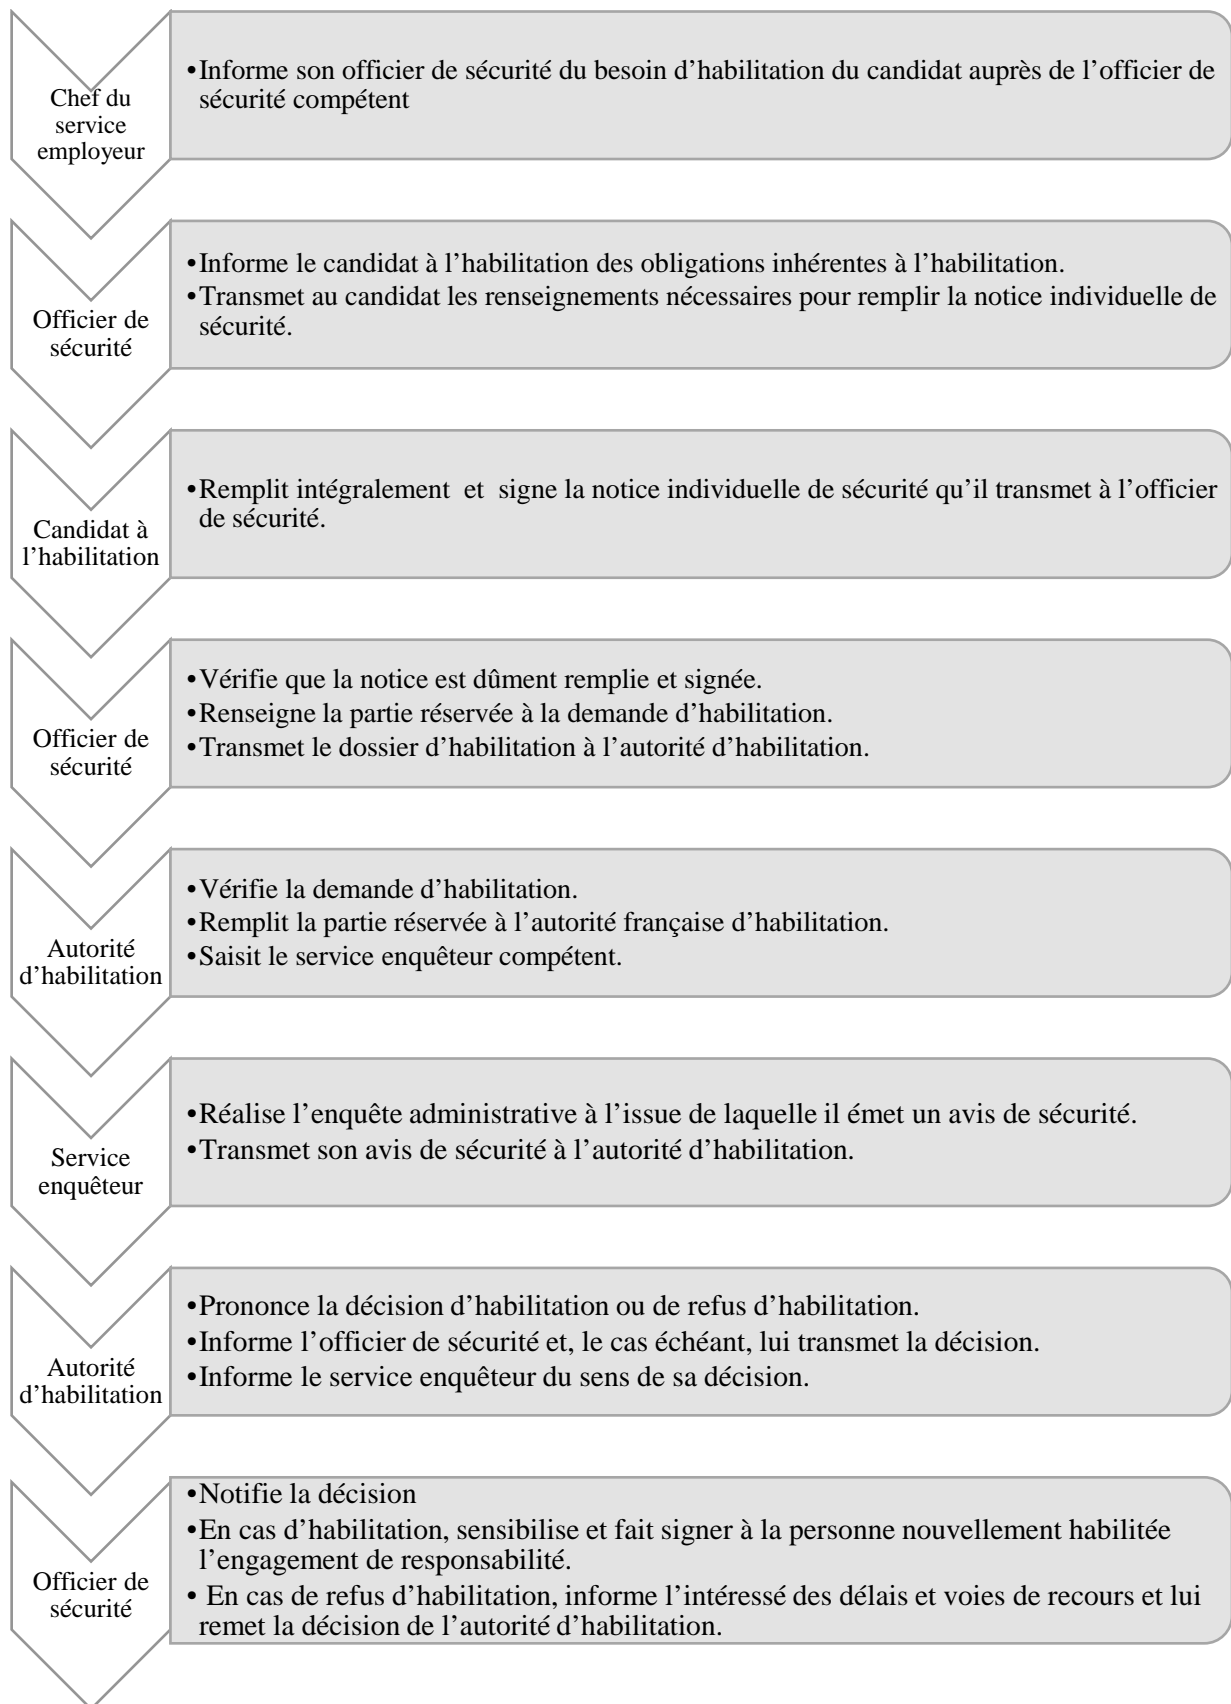 Chef du
service
employeur
•Informe son officier de sécurité du besoin d’habilitation du candidat auprès de l’officier de
sécurité compétent
Officier de
sécurité
•Informe le candidat à l’habilitation des obligations inhérentes à l’habilitation.
•Transmet au candidat les renseignements nécessaires pour remplir la notice individuelle de
sécurité.
Candidat à
l’habilitation
•Remplit intégralement et signe la notice individuelle de sécurité qu’il transmet à l’officier
de sécurité.
Officier de
sécurité
•Vérifie que la notice est dûment remplie et signée.
•Renseigne la partie réservée à la demande d’habilitation.
•Transmet le dossier d’habilitation à l’autorité d’habilitation.
Autorité
d’habilitation
•Vérifie la demande d’habilitation.
•Remplit la partie réservée à l’autorité française d’habilitation.
•Saisit le service enquêteur compétent.
Service
enquêteur
•Réalise l’enquête administrative à l’issue de laquelle il émet un avis de sécurité.
•Transmet son avis de sécurité à l’autorité d’habilitation.
Autorité
d’habilitation
•Prononce la décision d’habilitation ou de refus d’habilitation.
•Informe l’officier de sécurité et, le cas échéant, lui transmet la décision.
•Informe le service enquêteur du sens de sa décision.
Officier de
sécurité
•Notifie la décision
•En cas d’habilitation, sensibilise et fait signer à la personne nouvellement habilitée
l’engagement de responsabilité.
• En cas de refus d’habilitation, informe l’intéressé des délais et voies de recours et lui
remet la décision de l’autorité d’habilitation.